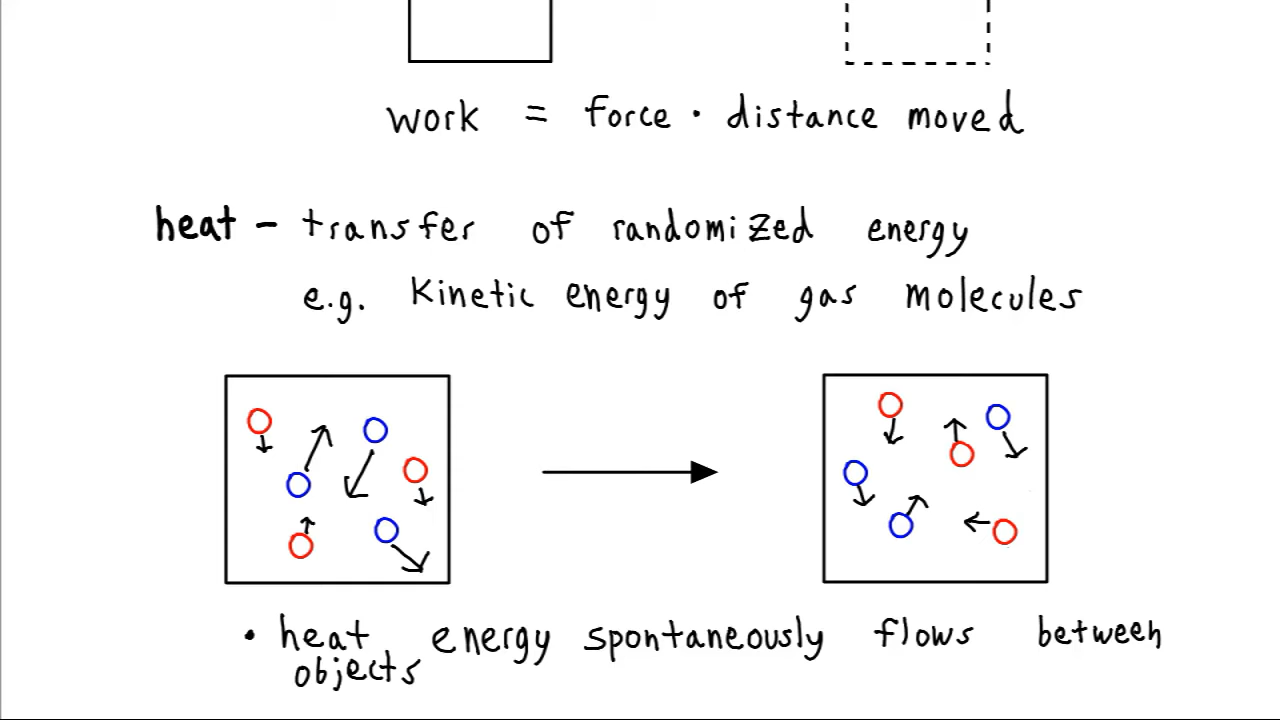 work = force · distance moved
heat - transfer of randomized energy
e.g. Kinetic energy of gas molecules
• heat energy spontaneously flows between
objects